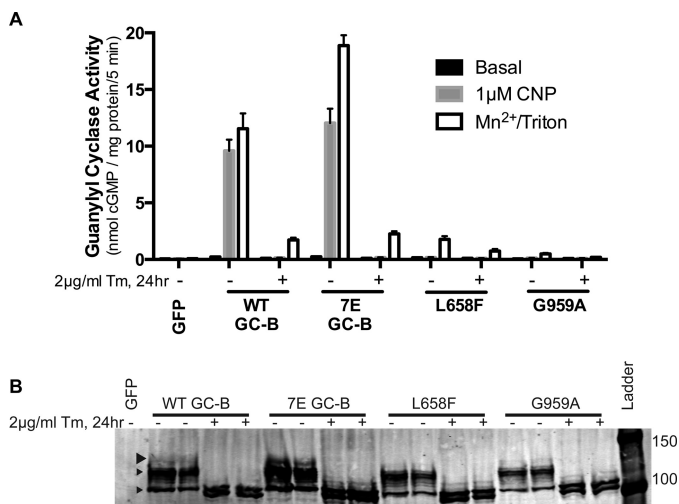 A
Guanylyl Cyclase Activity
(nmol cGMP / mg protein/5 min)
20
15
10
5
0
Basal
1µM CNP
Mn²⁺/Triton
2µg/ml Tm, 24hr - - + - + - + - +
GFP
WT
GC-B
7E
GC-B
L658F
G959A
B
GFP
WT GC-B 7E GC-B L658F G959A
Ladder
2µg/ml Tm, 24hr - - - + + - - + + - - + + - - + +
150
100